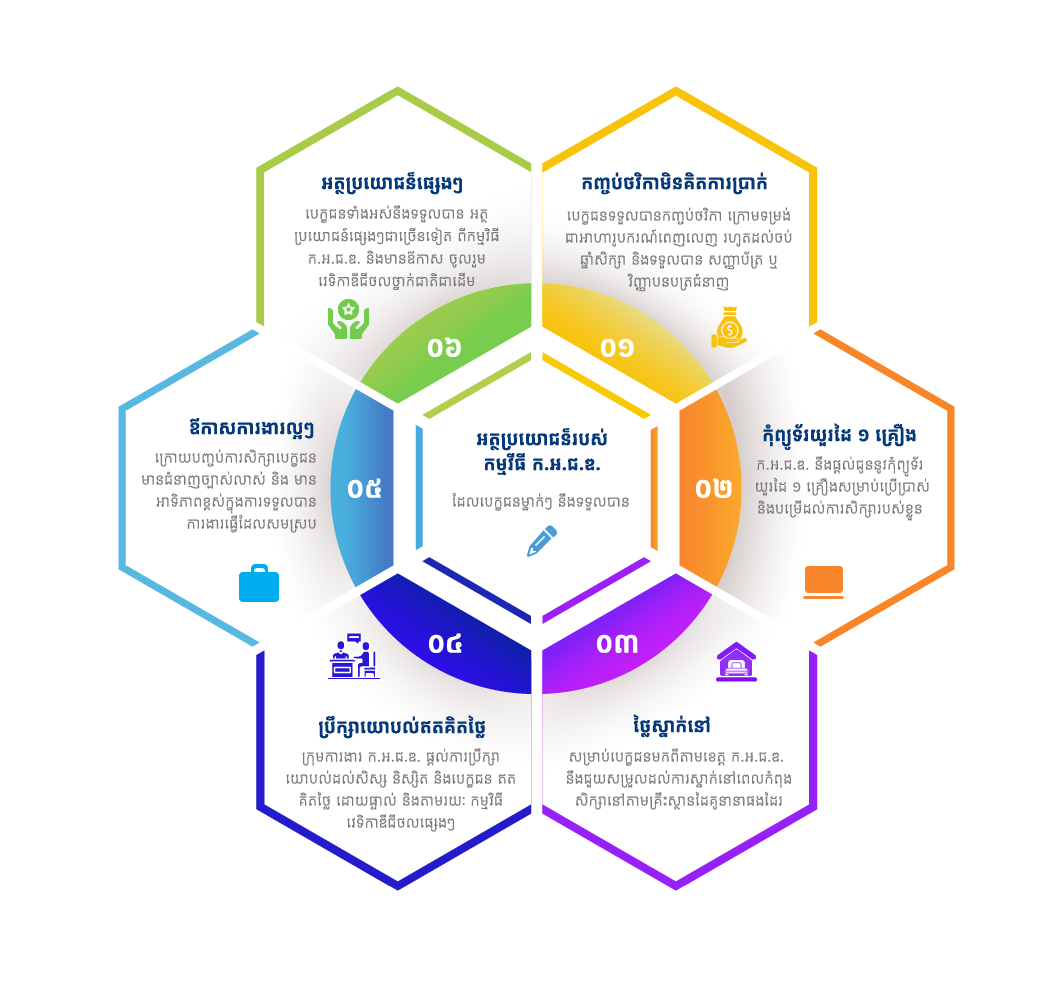 អត្ថប្រយោជន៏របស់
កម្មវីធី ក.អ.ជ.ឌ.
ដែលបេក្ខជនម្នាក់ៗ នឹងទទួលបាន
០១
កញ្ចប់ថវិកាមិនគិតការប្រាក់
បេក្ខជនទទួលបានកញ្ចប់ថវិកា ក្រោមទម្រង់
ជាអាហារូបករណ៍ពេញលេញ រហូតដល់ចប់
ឆ្នាំសិក្សា និងទទួលបាន សញ្ញាប័ត្រ ឬ
វិញ្ញាបនបត្រជំនាញ
០២
កុំព្យូទ័រយួរដៃ ១ គ្រឿង
ក.អ.ជ.ឌ. នឹងផ្តល់ជូននូវកុំព្យូទ័រ
យួរដៃ ១ គ្រឿងសម្រាប់ប្រើប្រាស់
និងបម្រើដល់ការសិក្សារបស់ខ្លួន
០៣
ថ្លៃស្នាក់នៅ
សម្រាប់បេក្ខជនមកពីតាមខេត្ត ក.អ.ជ.ឌ.
នឹងជួយសម្រួលដល់ការស្នាក់នៅពេលកំពុង
សិក្សានៅតាមគ្រឹះស្ថានដៃគូនានាផងដែរ
០៤
ប្រឹក្សាយោបល់ឥតគិតថ្លៃ
ក្រុមការងារ ក.អ.ជ.ឌ. ផ្តល់ការប្រឹក្សា
យោបល់ដល់សិស្ស និស្សិត និងបេក្ខជន ឥត
គិតថ្លៃ ដោយផ្ទាល់ និងតាមរយៈ កម្មវិធី
វេទិកាឌីជីថលផ្សេងៗ
០៥
ឪកាសការងារល្អៗ
ក្រោយបញ្ចប់ការសិក្សាបេក្ខជន
មានជំនាញច្បាស់លាស់ និង មាន
អាទិភាពខ្ពស់ក្នុងការទទួលបាន
ការងារធ្វើដែលសមស្រប
០៦
អត្ថប្រយោជន៏ផ្សេងៗ
បេក្ខជនទាំងអស់នឹងទទួលបាន អត្ថ
ប្រយោជន៍ផ្សេងៗជាច្រើនទៀត ពីកម្មវិធី
ក.អ.ជ.ឌ. និងមានឪកាស ចូលរួម
វេទិកាឌីជីថលថ្នាក់ជាតិជាដើម